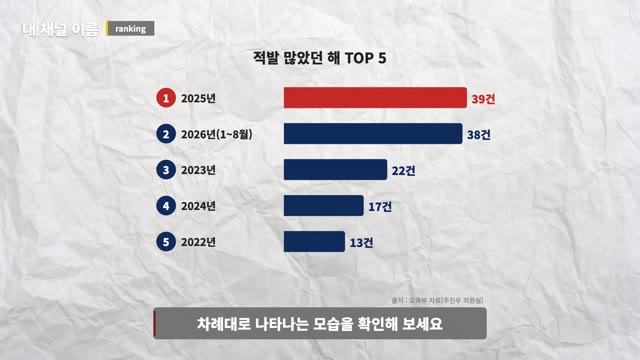 내 채널 이름
ranking
적발 많았던 해 TOP 5
1 2025년 39건
2 2026년(1~8월) 38건
3 2023년 22건
4 2024년 17건
5 2022년 13건
출처 : 교육부 자료(주진우 의원실)
차례대로 나타나는 모습을 확인해 보세요